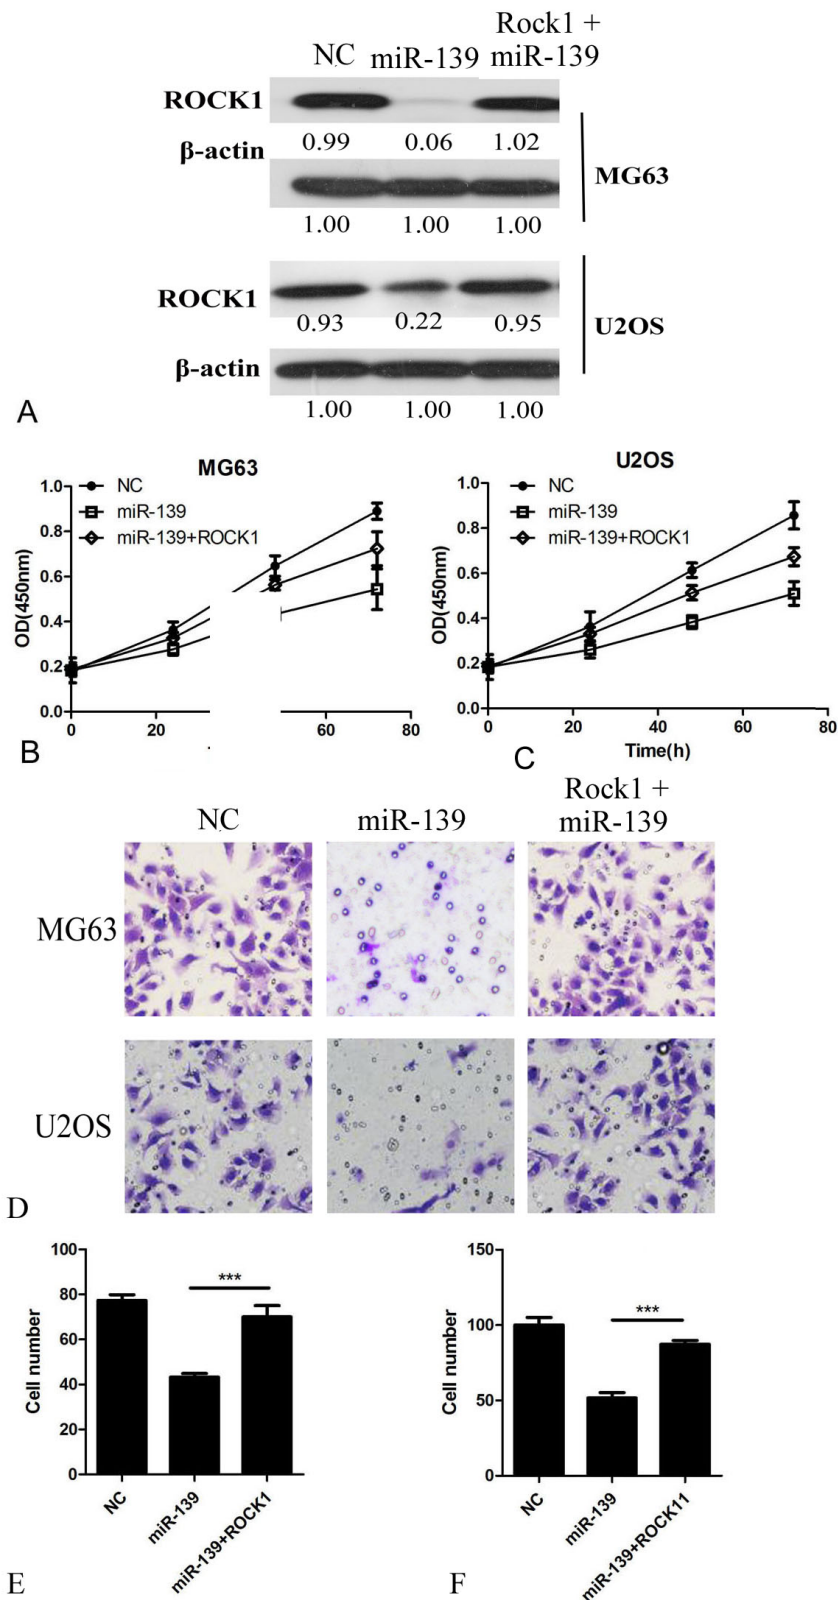 NC miR-139 Rock1 +
miR-139
ROCK1
0.99 0.06 1.02
β-actin
MG63
1.00 1.00 1.00
ROCK1
0.93 0.22 0.95
U2OS
β-actin
1.00 1.00 1.00
A
MG63
NC
miR-139
miR-139+ROCK1
OD(450nm)
1.0
0.8
0.6
0.4
0.2
0.0
0 20 60 80
B
U2OS
NC
miR-139
miR-139+ROCK1
OD(450nm)
1.0
0.8
0.6
0.4
0.2
0.0
0 20 40 60 80
Time(h)
C
NC miR-139 Rock1 +
miR-139
MG63
U2OS
D
Cell number
100
80
60
40
20
0
***
NC
miR-139
miR-139+ROCK1
E
Cell number
150
100
50
0
***
NC
miR-139
miR-139+ROCK11
F